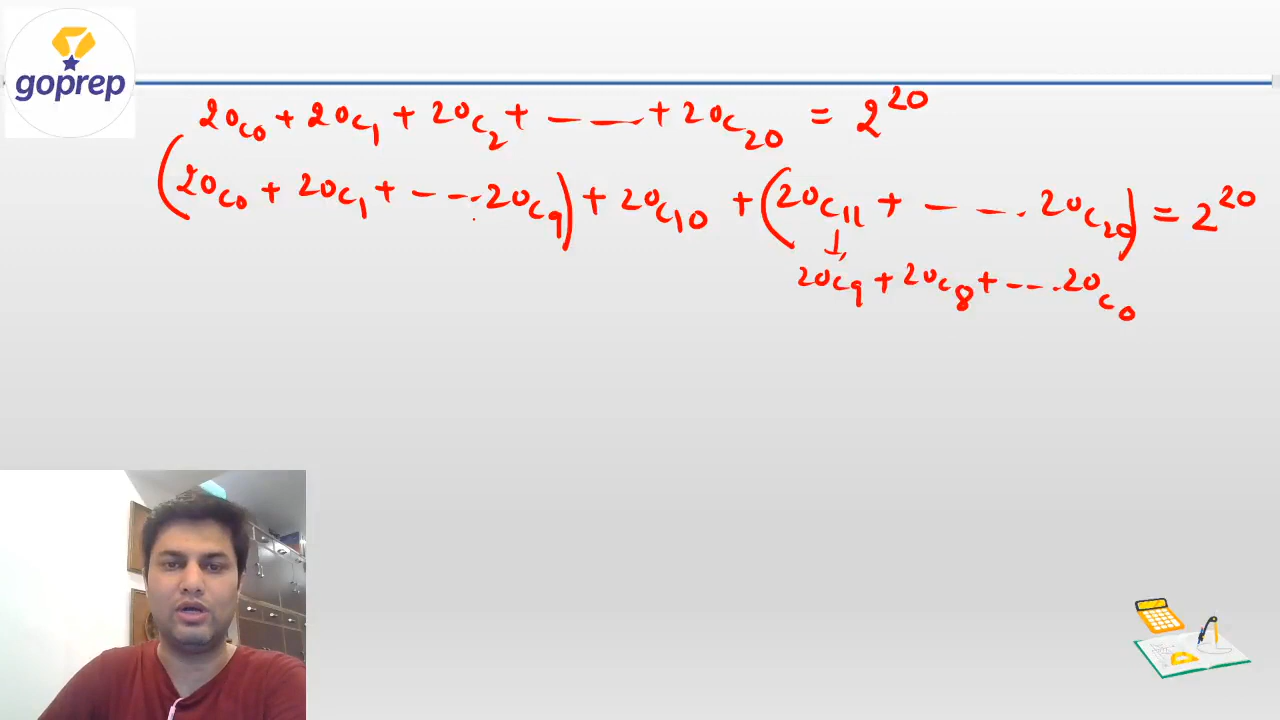 goprep
20C0 + 20C1 + 20C2 + ----- + 20C20 = 2^20
(20C0 + 20C1 + --- 20C9) + 20C10 + (20C11 + --- 20C20) = 2^20
↓
20C9 + 20C8 + --- 20C0